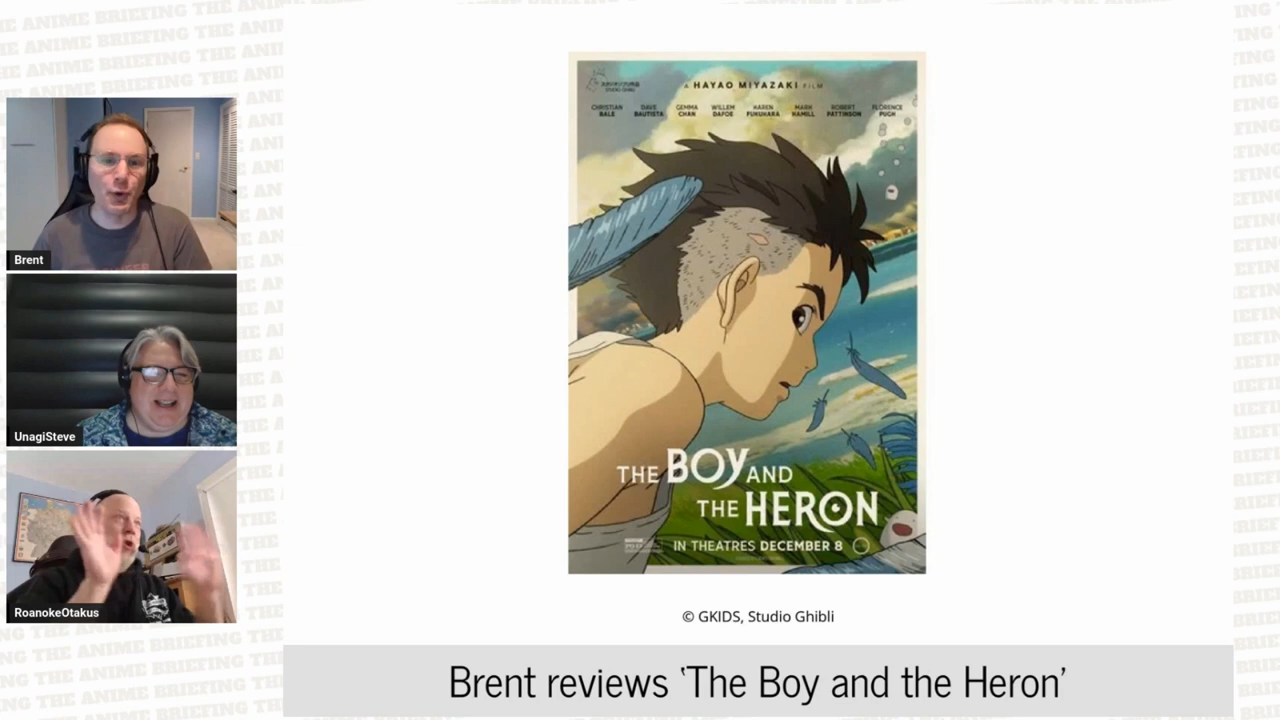 THE ANIME BRIEFING
Brent
UnagiSteve
RoanokeOtakus
A HAYAO MIYAZAKI FILM
CHRISTIAN BALE
DAVE BAUTISTA
GEMMA CHAN
WILLEM DAFOE
KAREN FUKUHARA
MARK HAMILL
ROBERT PATTINSON
FLORENCE PUGH
THE BOY AND
THE HERON
IN THEATRES DECEMBER 8
© GKIDS, Studio Ghibli
Brent reviews ‘The Boy and the Heron’